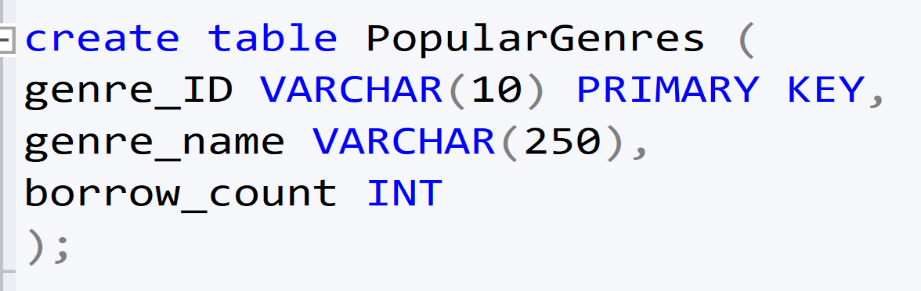 create table PopularGenres (
genre_ID VARCHAR(10) PRIMARY KEY,
genre_name VARCHAR(250),
borrow_count INT
);